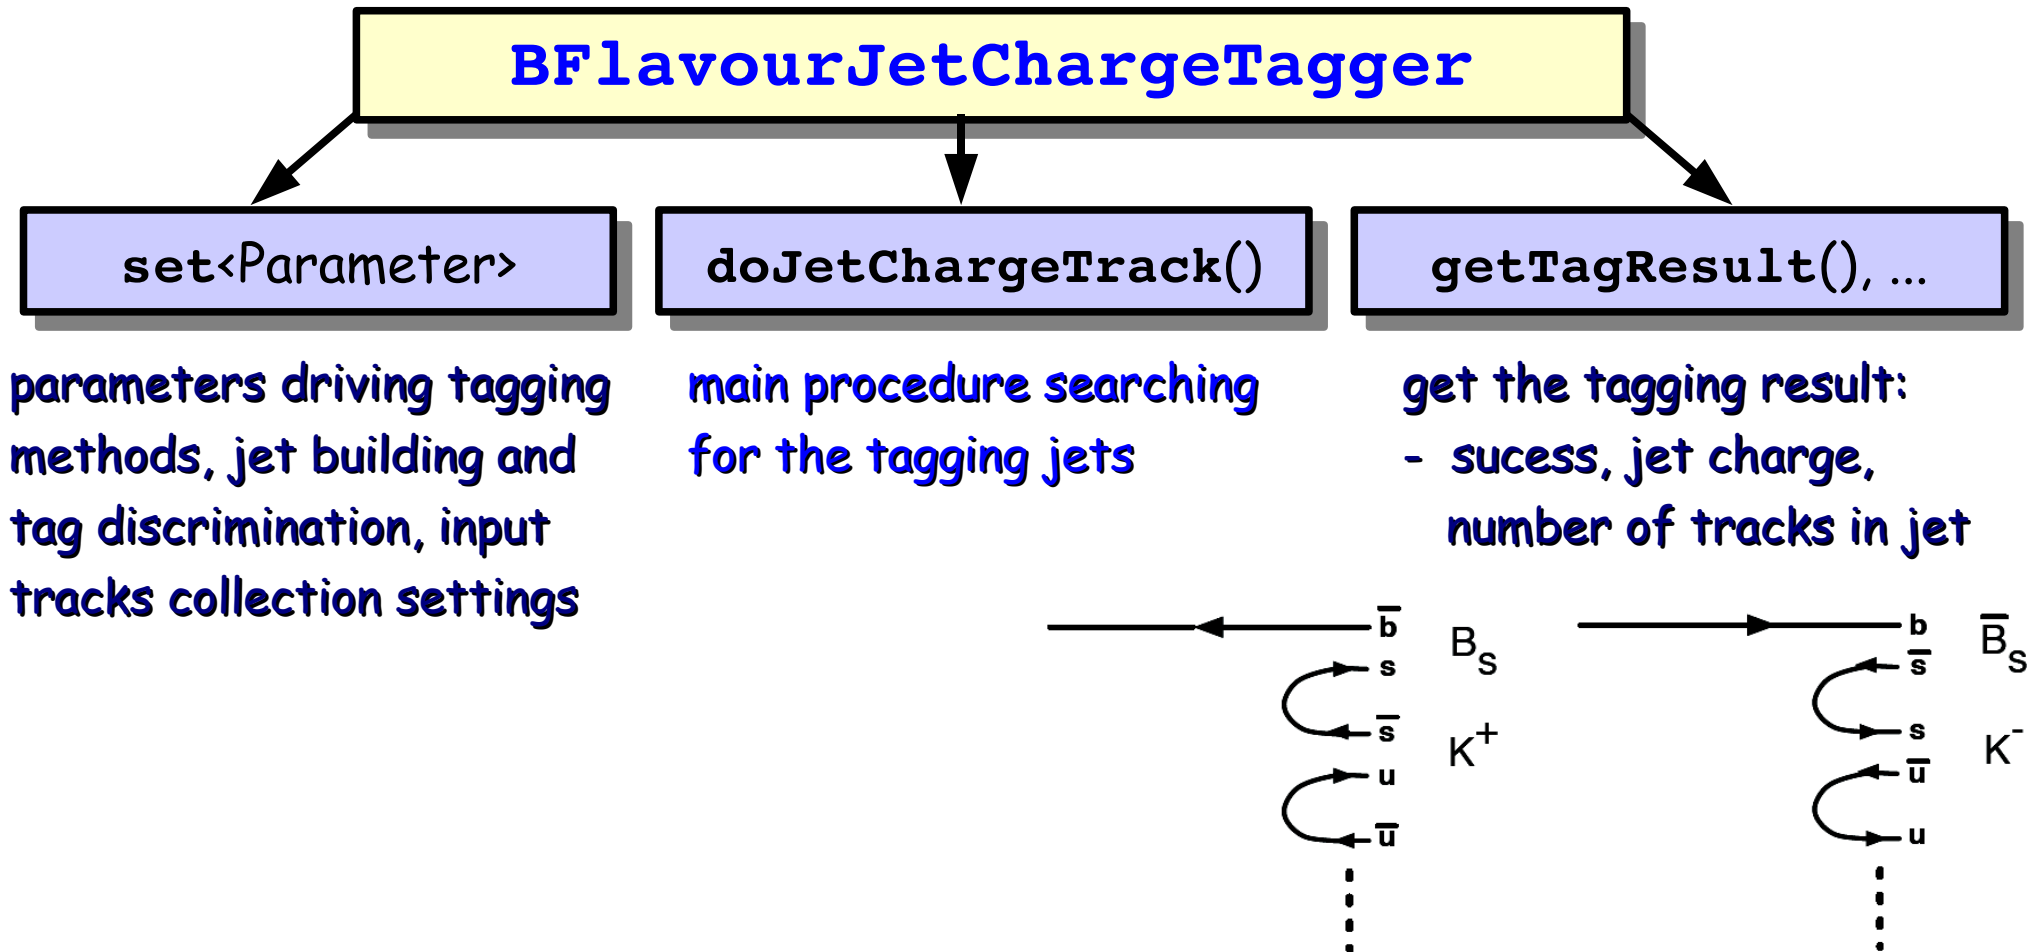 BFlavourJetChargeTagger
set<Parameter>
doJetChargeTrack()
getTagResult(), ...
parameters driving tagging
methods, jet building and
tag discrimination, input
tracks collection settings
main procedure searching
for the tagging jets
get the tagging result:
- sucess, jet charge,
number of tracks in jet
b̅
s
B_s
s̅
u
K⁺
u̅
b
s̅
B̅_s
s
u̅
K⁻
u